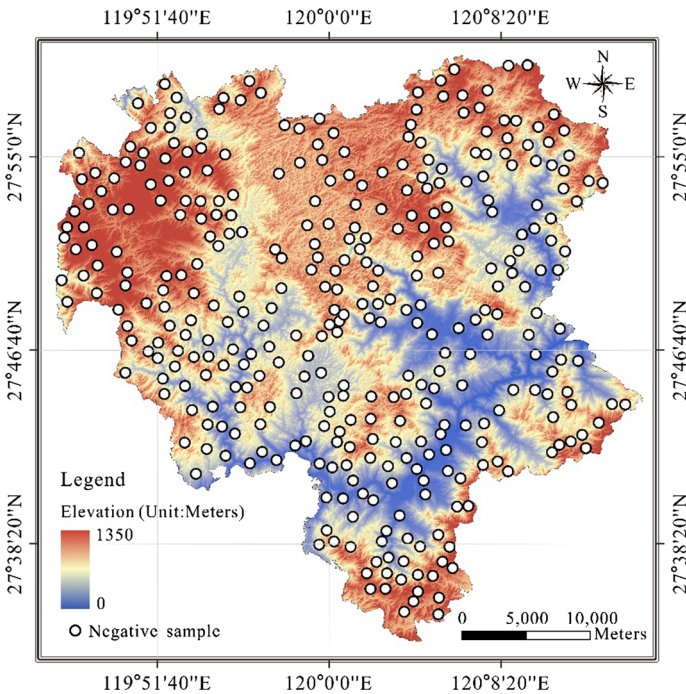 119°51'40''E 120°0'0''E 120°8'20''E
N
W E
S
27°55'0''N 27°55'0''N
27°46'40''N 27°46'40''N
27°38'20''N 27°38'20''N
Legend
Elevation (Unit:Meters)
1350
0
Negative sample
0 5,000 10,000
Meters
119°51'40''E 120°0'0''E 120°8'20''E